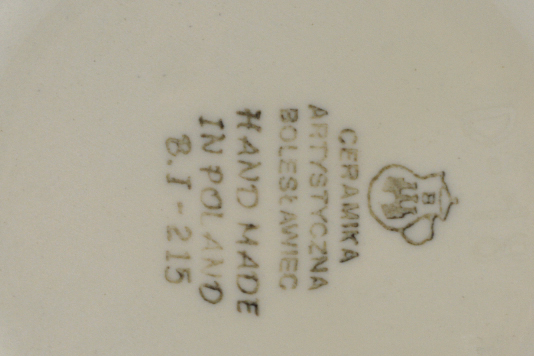 B
CERAMIKA
ARTYSTYCZNA
BOLESŁAWIEC
HAND MADE
IN POLAND
B.I-215